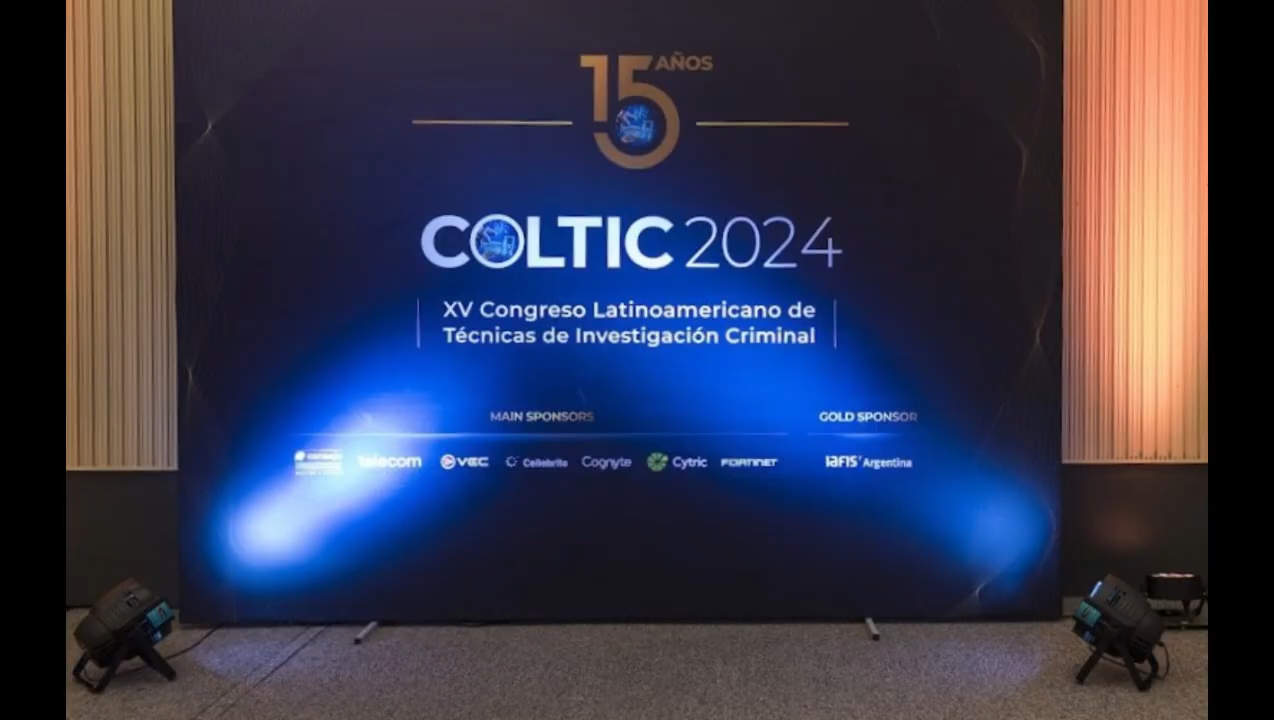 15 AÑOS
COLTIC 2024
XV Congreso Latinoamericano de
Técnicas de Investigación Criminal
MAIN SPONSORS
GOLD SPONSOR
telecom
VEC
Cellebrite
Cognyte
Cytric
FORTINET
iAFIS Argentina